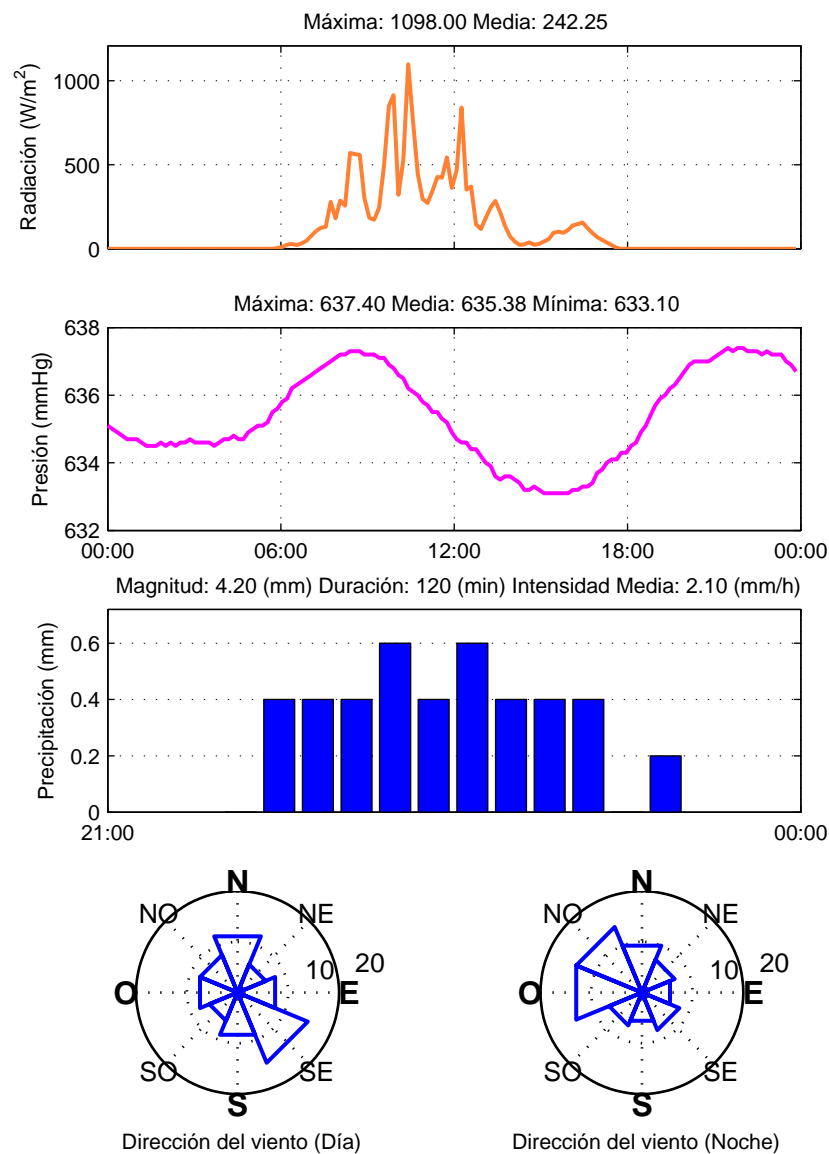 Máxima: 1098.00 Media: 242.25
Radiación (W/m²)
1000
500
0
Máxima: 637.40 Media: 635.38 Mínima: 633.10
Presión (mmHg)
638
636
634
632
00:00 06:00 12:00 18:00 00:00
Magnitud: 4.20 (mm) Duración: 120 (min) Intensidad Media: 2.10 (mm/h)
Precipitación (mm)
0.6
0.4
0.2
0
21:00 00:00
N
NO NE
10 20
O E
SO SE
S
Dirección del viento (Día)
N
NO NE
10 20
O E
SO SE
S
Dirección del viento (Noche)